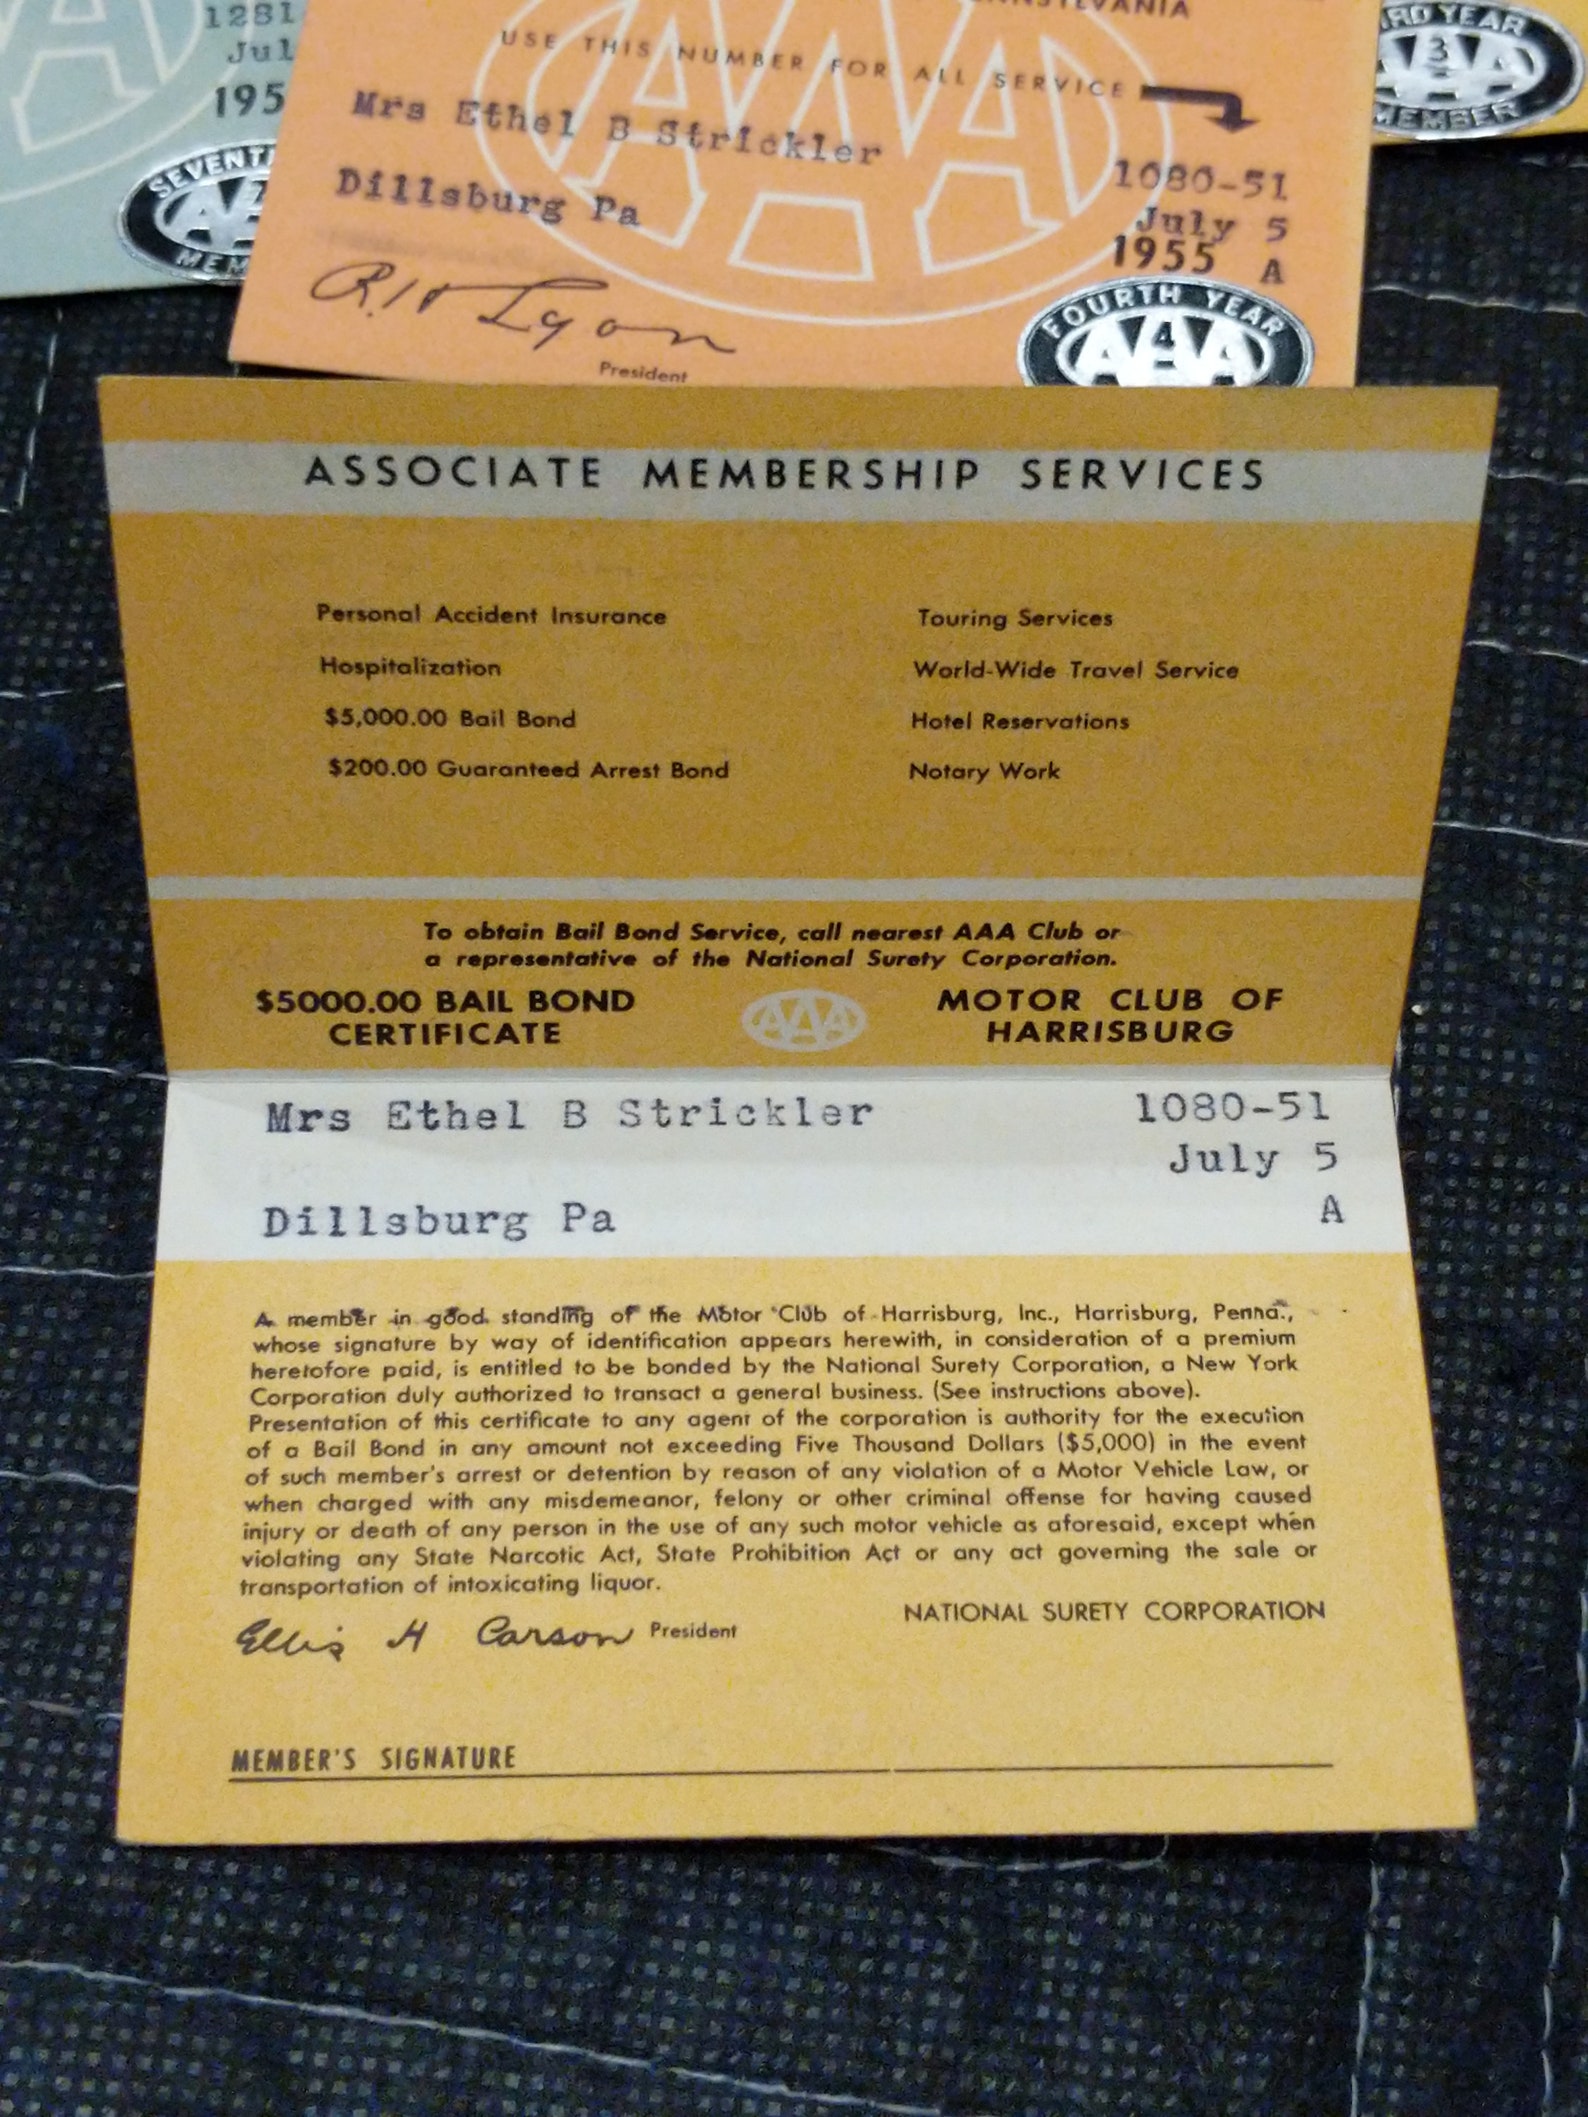 1281
Jul
195
SEVENT
7
MEM
USE THIS NUMBER FOR ALL SERVICE
Mrs Ethel B Strickler
Dillsburg Pa
1080-51
July 5
1955
A
R.H Lyon
President
FOURTH YEAR
4
AAA
RD YEAR
3
AAA
MEMBER
ASSOCIATE MEMBERSHIP SERVICES
Personal Accident Insurance
Hospitalization
$5,000.00 Bail Bond
$200.00 Guaranteed Arrest Bond
Touring Services
World-Wide Travel Service
Hotel Reservations
Notary Work
To obtain Bail Bond Service, call nearest AAA Club or
a representative of the National Surety Corporation.
$5000.00 BAIL BOND
CERTIFICATE
AAA
MOTOR CLUB OF
HARRISBURG
Mrs Ethel B Strickler
1080-51
July 5
Dillsburg Pa
A
A member in good standing of the Motor Club of Harrisburg, Inc., Harrisburg, Penna.,
whose signature by way of identification appears herewith, in consideration of a premium
heretofore paid, is entitled to be bonded by the National Surety Corporation, a New York
Corporation duly authorized to transact a general business. (See instructions above).
Presentation of this certificate to any agent of the corporation is authority for the execution
of a Bail Bond in any amount not exceeding Five Thousand Dollars ($5,000) in the event
of such member's arrest or detention by reason of any violation of a Motor Vehicle Law, or
when charged with any misdemeanor, felony or other criminal offense for having caused
injury or death of any person in the use of any such motor vehicle as aforesaid, except when
violating any State Narcotic Act, State Prohibition Act or any act governing the sale or
transportation of intoxicating liquor.
NATIONAL SURETY CORPORATION
Ellis H Carson President
MEMBER'S SIGNATURE